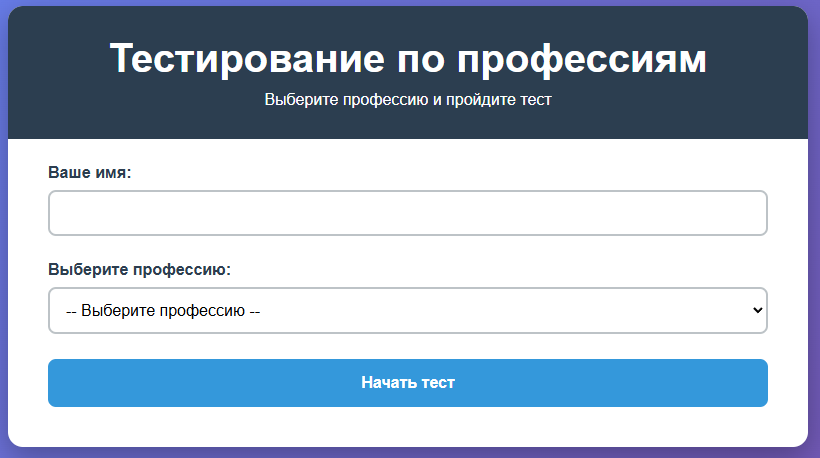 Тестирование по профессиям
Выберите профессию и пройдите тест
Ваше имя:
Выберите профессию:
-- Выберите профессию --
Начать тест